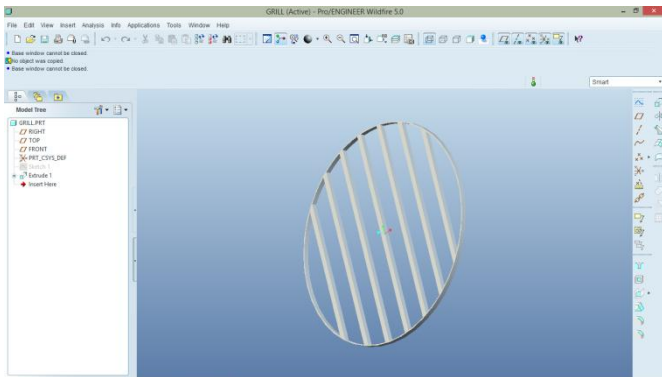 GRILL (Active) - Pro/ENGINEER Wildfire 5.0
File Edit View Insert Analysis Info Applications Tools Window Help
• Base window cannot be closed.
No object was copied.
• Base window cannot be closed.
Smart
Model Tree
GRILL.PRT
RIGHT
TOP
FRONT
PRT_CSYS_DEF
Sketch 1
Extrude 1
Insert Here